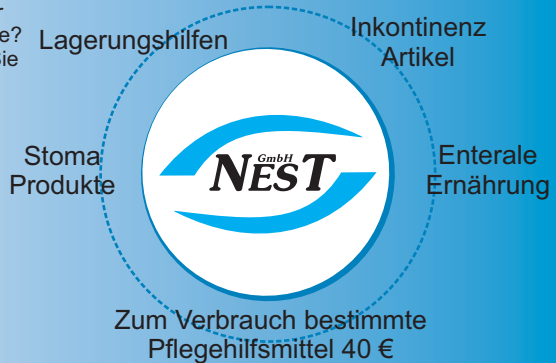 Lagerungshilfen
Inkontinenz
Artikel
Stoma
Produkte
GmbH
NEST
Enterale
Ernährung
Zum Verbrauch bestimmte
Pflegehilfsmittel 40 €